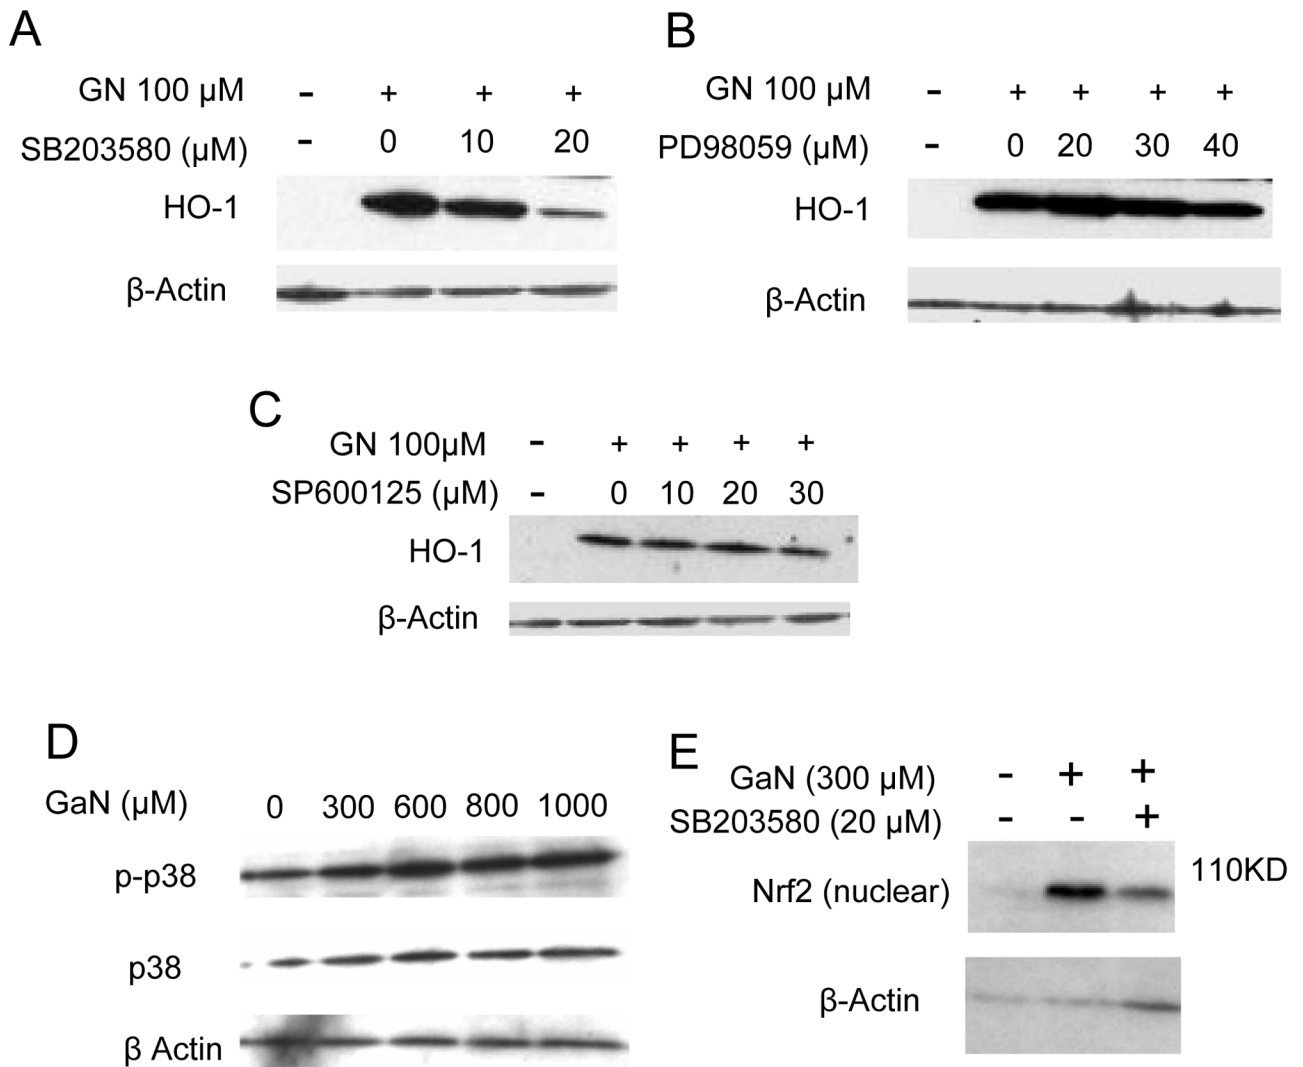 A
GN 100 µM - + + +
SB203580 (µM) - 0 10 20
HO-1
β-Actin
B
GN 100 µM - + + + +
PD98059 (µM) - 0 20 30 40
HO-1
β-Actin
C
GN 100µM - + + + +
SP600125 (µM) - 0 10 20 30
HO-1
β-Actin
D
GaN (µM) 0 300 600 800 1000
p-p38
p38
β Actin
E
GaN (300 µM) - + +
SB203580 (20 µM) - - +
Nrf2 (nuclear) 110KD
β-Actin